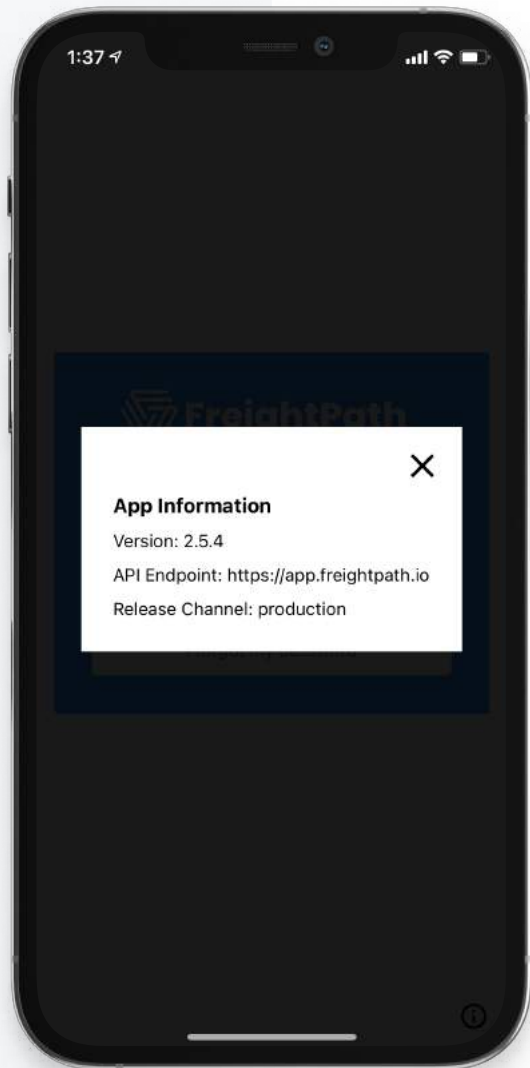 1:37
FreightPath
App Information
Version: 2.5.4
API Endpoint: https://app.freightpath.io
Release Channel: production